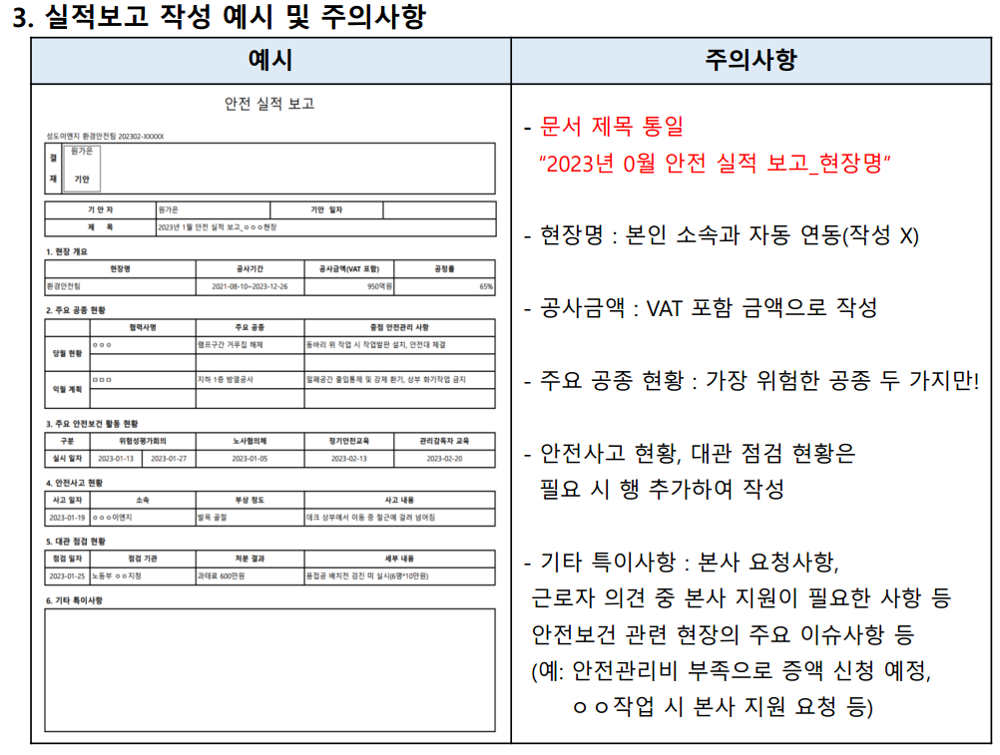 3. 실적보고 작성 예시 및 주의사항
예시
안전 실적 보고
성도이엔지 환경안전팀 202302-XXXXX
결재 원가은 기안
기 안 자 원가은 기안 일자
제 목 2023년 1월 안전 실적 보고_ㅇㅇㅇ현장
1. 현장 개요
현장명 공사기간 공사금액(VAT 포함) 공정률
환경안전팀 2021-08-10~2023-12-26 950억원 65%
2. 주요 공종 현황
협력사명 주요 공종 중점 안전관리 사항
당월 현황 ㅇㅇㅇ 램프구간 거푸집 해체 동바리 위 작업 시 작업발판 설치, 안전대 체결
익월 계획 ㅁㅁㅁ 지하 1층 방열공사 밀폐공간 출입통제 및 강제 환기, 상부 화기작업 금지
3. 주요 안전보건 활동 현황
구분 위험성평가회의 노사협의체 정기안전교육 관리감독자 교육
실시 일자 2023-01-13 2023-01-27 2023-01-05 2023-02-13 2023-02-20
4. 안전사고 현황
사고 일자 소속 부상 정도 사고 내용
2023-01-19 ㅇㅇㅇ이엔지 발목 골절 데크 상부에서 이동 중 철근에 걸려 넘어짐
5. 대관 점검 현황
점검 일자 점검 기관 처분 결과 세부 내용
2023-01-25 노동부 ㅇㅇ지청 과태료 600만원 용접공 배치전 검진 미 실시(6명*10만원)
6. 기타 특이사항
주의사항
- 문서 제목 통일
“2023년 0월 안전 실적 보고_현장명”
- 현장명 : 본인 소속과 자동 연동(작성 X)
- 공사금액 : VAT 포함 금액으로 작성
- 주요 공종 현황 : 가장 위험한 공종 두 가지만!
- 안전사고 현황, 대관 점검 현황은
필요 시 행 추가하여 작성
- 기타 특이사항 : 본사 요청사항,
근로자 의견 중 본사 지원이 필요한 사항 등
안전보건 관련 현장의 주요 이슈사항 등
(예: 안전관리비 부족으로 증액 신청 예정,
ㅇㅇ작업 시 본사 지원 요청 등)